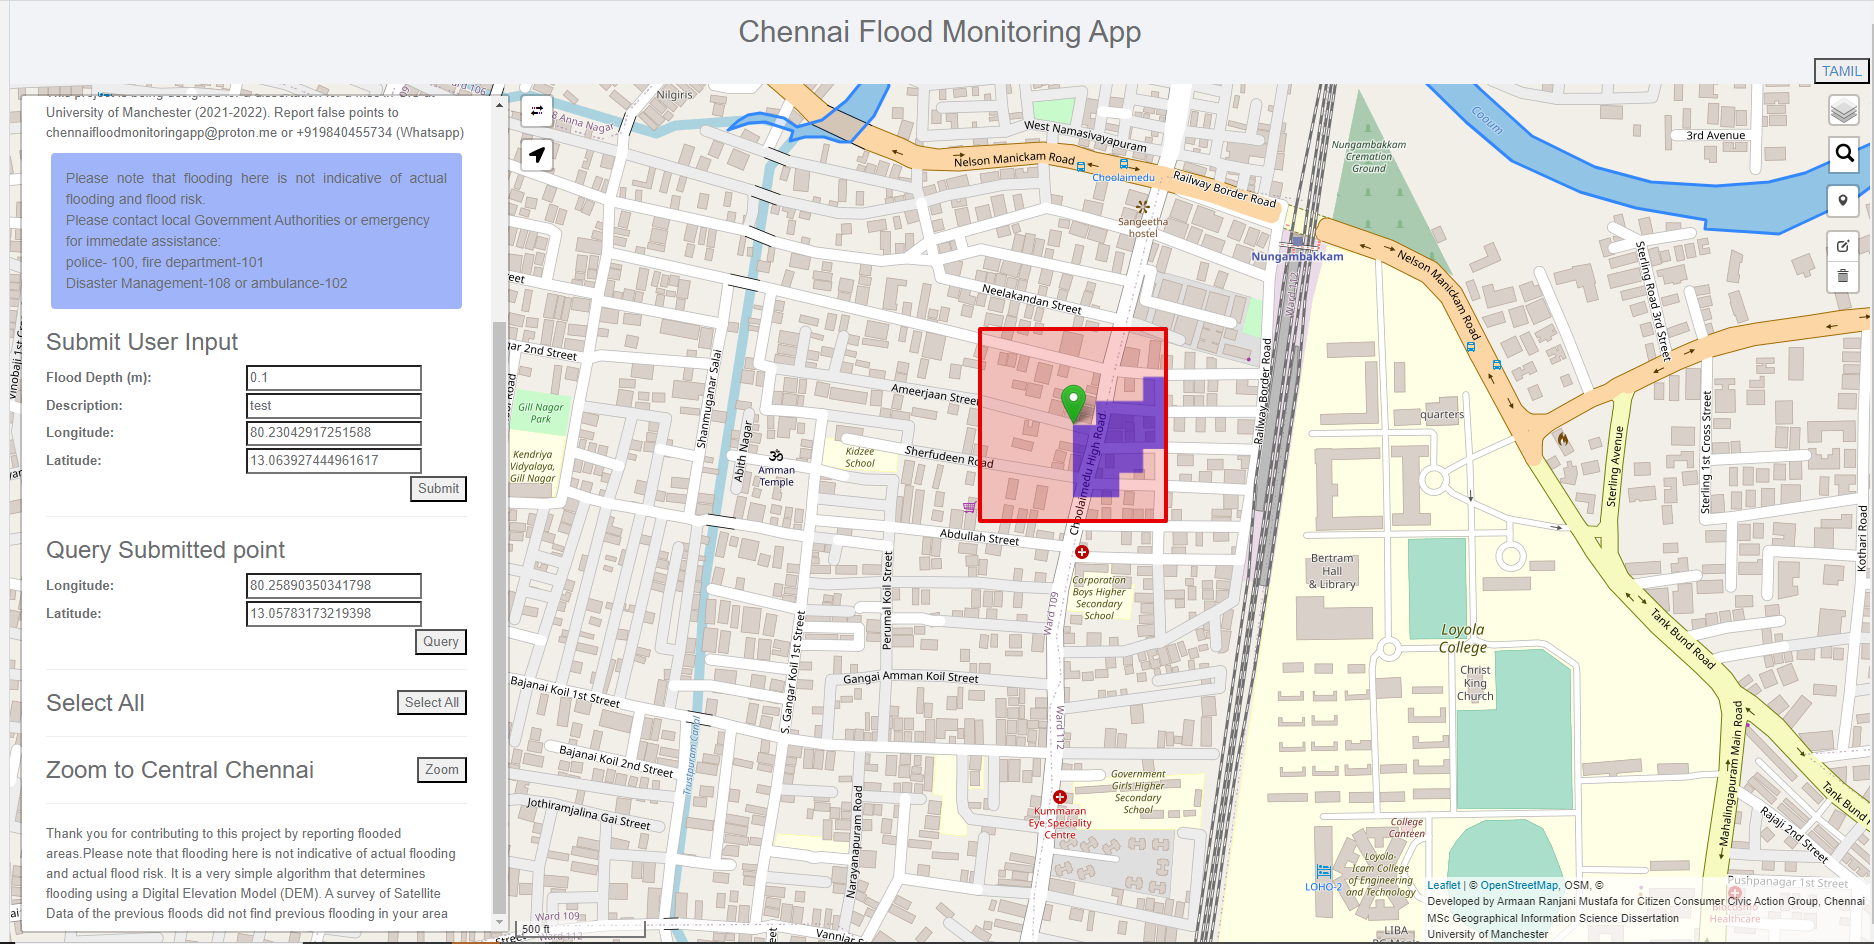 Chennai Flood Monitoring App
TAMIL
University of Manchester (2021-2022). Report false points to
chennaifloodmonitoringapp@proton.me or +919840455734 (Whatsapp)
Please note that flooding here is not indicative of actual
flooding and flood risk.
Please contact local Government Authorities or emergency
for immedate assistance:
police- 100, fire department-101
Disaster Management-108 or ambulance-102
Submit User Input
Flood Depth (m): 0.1
Description: test
Longitude: 80.23042917251588
Latitude: 13.063927444961617
Submit
Query Submitted point
Longitude: 80.25890350341798
Latitude: 13.05783173219398
Query
Select All Select All
Zoom to Central Chennai Zoom
Thank you for contributing to this project by reporting flooded
areas.Please note that flooding here is not indicative of actual flooding
and actual flood risk. It is a very simple algorithm that determines
flooding using a Digital Elevation Model (DEM). A survey of Satellite
Data of the previous floods did not find previous flooding in your area
Nilgiris
8 Anna Nagar
West Namasivayapuram
Nelson Manickam Road
Choolaimedu
Railway Border Road
Sangeetha
hostel
Nungambakkam
Cremation
Ground
Cooum
3rd Avenue
Nungambakkam
Nelson Manickam Road
Sterling Road 3rd Street
Neelakandan Street
Ward 112
Railway Border Road
Shanmuganar Salai
Ameerjaan Street
Gill Nagar
Park
Kendriya
Vidyalaya,
Gill Nagar
Abith Nagar
Amman
Temple
Kidzee
School
Sherfudeen Road
Choolaimedu High Road
Abdullah Street
quarters
Sterling Avenue
Sterling 1st Cross Street
Kothari Road
Bertram
Hall
& Library
Corporation
Boys Higher
Secondary
School
Ward 109
Perumal Koil Street
S. Gangar Koil 1st Street
Gangai Amman Koil Street
Bajanai Koil 1st Street
Ward 112
Loyola
College
Christ
King
Church
Tank Bund Road
Mahalingapuram Main Road
Bajanai Koil 2nd Street
Trustpuram Canal
Jothiramjalina Gai Street
Narayanapuram Road
Government
Girls Higher
Secondary
School
Kummaran
Eye Speciality
Centre
College
Canteen
Loyola-
Icam College
of Engineering
and Technology
LOHO-2
Rajaji 2nd Street
Pushpanagar 1st Street
Healthcare
Ward 109
500 ft
LIBA
Leaflet | © OpenStreetMap, OSM, ©
Developed by Armaan Ranjani Mustafa for Citizen Consumer Civic Action Group, Chennai
MSc Geographical Information Science Dissertation
University of Manchester